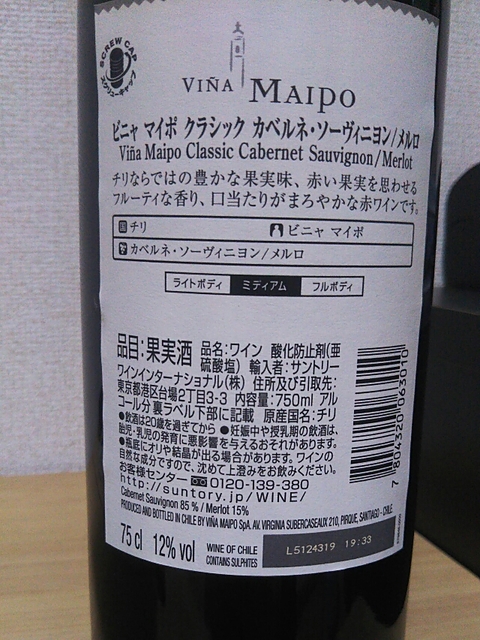 SCREW CAP
スクリューキャップ
VIÑA MAIPO
ビニャ マイポ クラシック カベルネ・ソーヴィニヨン/メルロ
Viña Maipo Classic Cabernet Sauvignon/Merlot
チリならではの豊かな果実味、赤い果実を思わせる
フルーティな香り、口当たりがまろやかな赤ワインです。
チリ ビニャ マイポ
カベルネ・ソーヴィニヨン/メルロ
ライトボディ ミディアム フルボディ
品目:果実酒 品名:ワイン 酸化防止剤(亜
硫酸塩) 輸入者:サントリー
ワインインターナショナル(株) 住所及び引取先:
東京都港区台場2丁目3-3 内容量:750ml アル
コール分 裏ラベル下部に記載 原産国名:チリ
●飲酒は20歳を過ぎてから ●妊娠中や授乳期の飲酒は、
胎児・乳児の発育に悪影響を与えるおそれがあります。
●瓶底にオリや結晶が出る場合があります。ワインの
自然な成分ですので、沈めて上澄みをお飲みください。
お客様センター 0120-139-380
http://suntory.jp/WINE/
Cabernet Sauvignon 85 % / Merlot 15%
PRODUCED AND BOTTLED IN CHILE BY VIÑA MAIPO SpA. AV. VIRGINIA SUBERCASEAUX 210, PIRQUE, SANTIAGO - CHILE
75 cl 12% vol
WINE OF CHILE
CONTAINS SULPHITES
L5124319 19:33
7 804320 063010